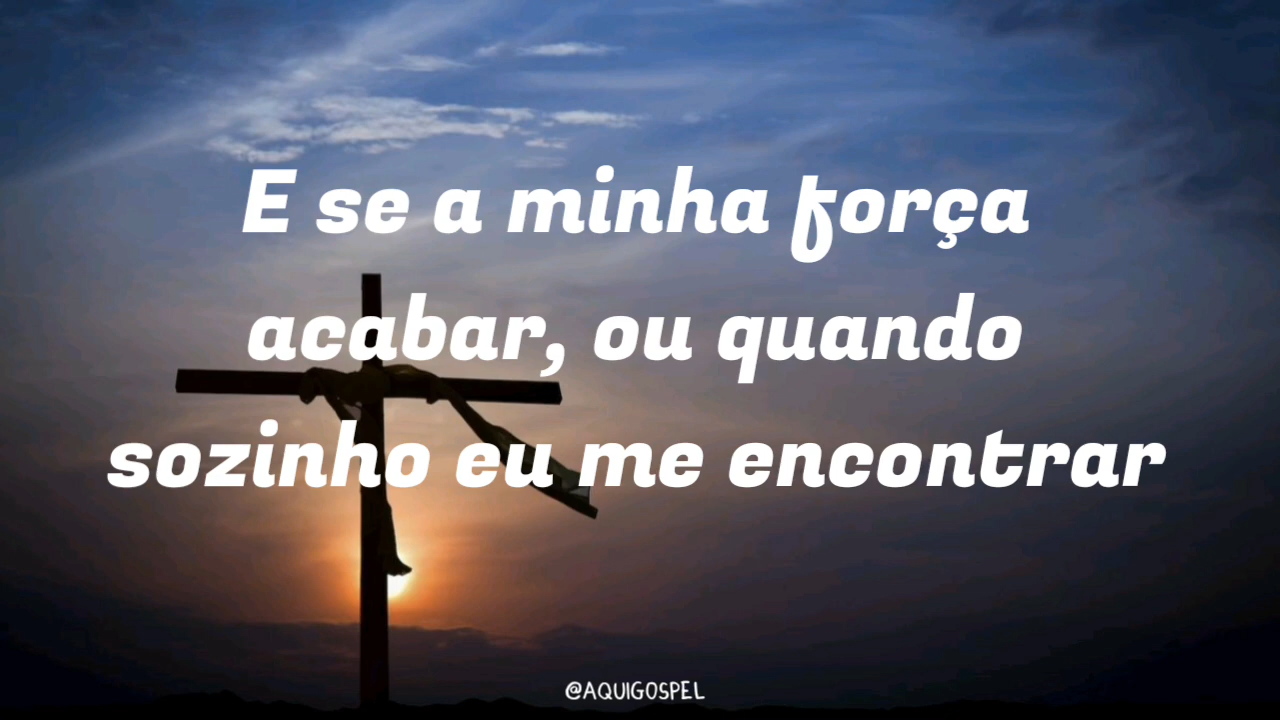 E se a minha força
acabar, ou quando
sozinho eu me encontrar
@AQUIGOSPEL